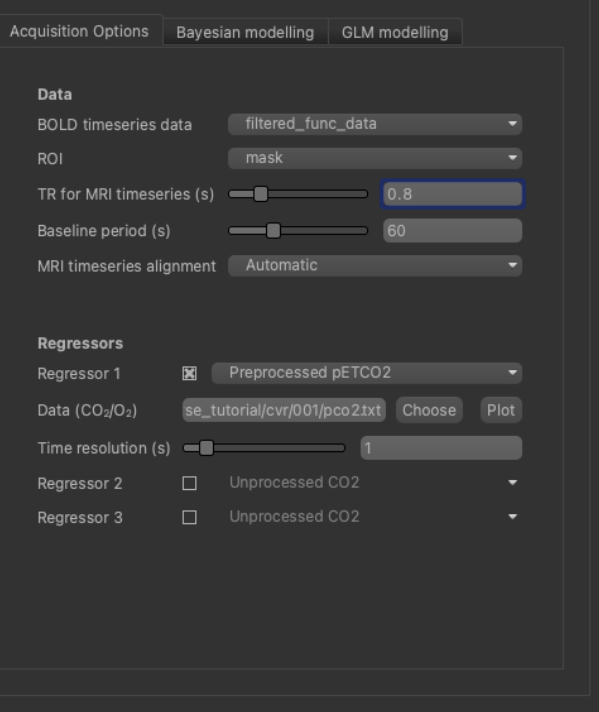 Acquisition Options Bayesian modelling GLM modelling
Data
BOLD timeseries data filtered_func_data
ROI mask
TR for MRI timeseries (s) 0.8
Baseline period (s) 60
MRI timeseries alignment Automatic
Regressors
Regressor 1 Preprocessed pETCO2
Data (CO₂/O₂) se_tutorial/cvr/001/pco2.txt Choose Plot
Time resolution (s) 1
Regressor 2 Unprocessed CO2
Regressor 3 Unprocessed CO2